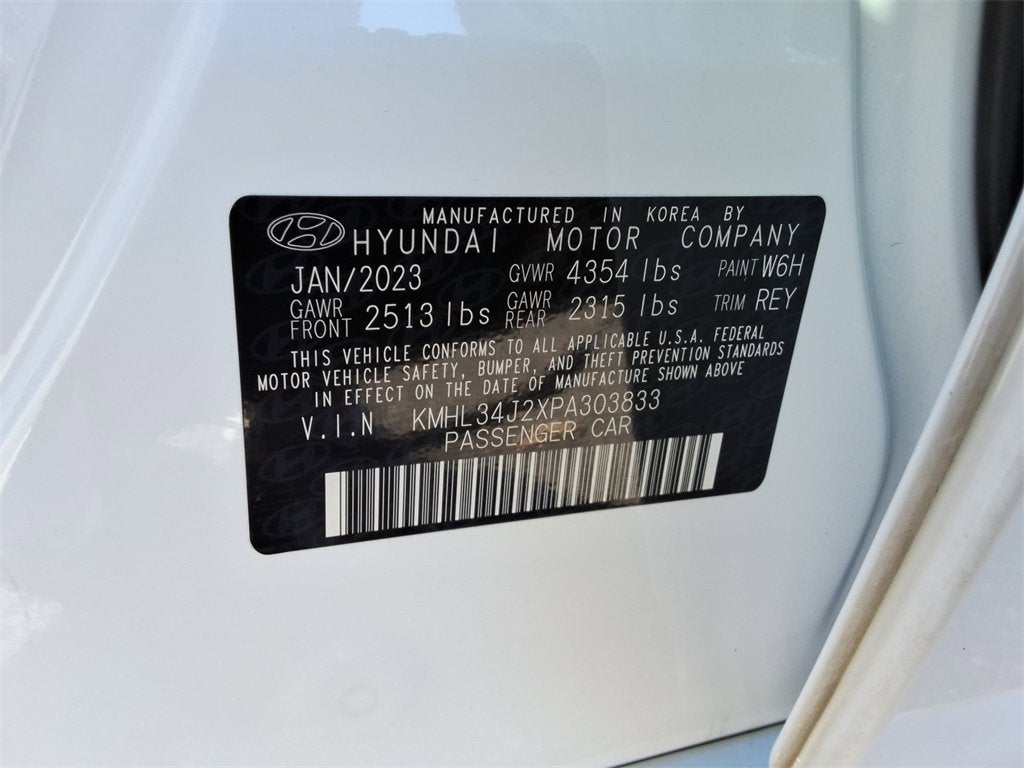 MANUFACTURED IN KOREA BY
HYUNDAI MOTOR COMPANY
JAN/2023 GVWR 4354 lbs PAINT W6H
GAWR FRONT 2513 lbs GAWR REAR 2315 lbs TRIM REY
THIS VEHICLE CONFORMS TO ALL APPLICABLE U.S.A. FEDERAL
MOTOR VEHICLE SAFETY, BUMPER, AND THEFT PREVENTION STANDARDS
IN EFFECT ON THE DATE OF MANUFACTURE SHOWN ABOVE
V.I.N KMHL34J2XPA303833
PASSENGER CAR